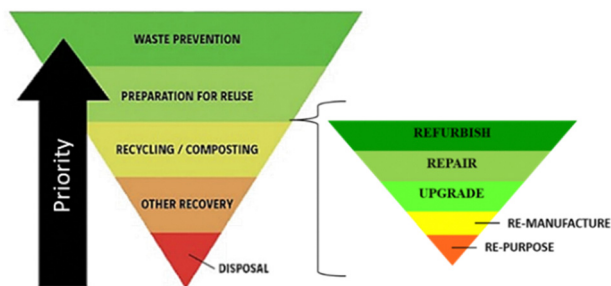 WASTE PREVENTION
PREPARATION FOR REUSE
RECYCLING / COMPOSTING
OTHER RECOVERY
DISPOSAL
Priority
REFURBISH
REPAIR
UPGRADE
RE-MANUFACTURE
RE-PURPOSE